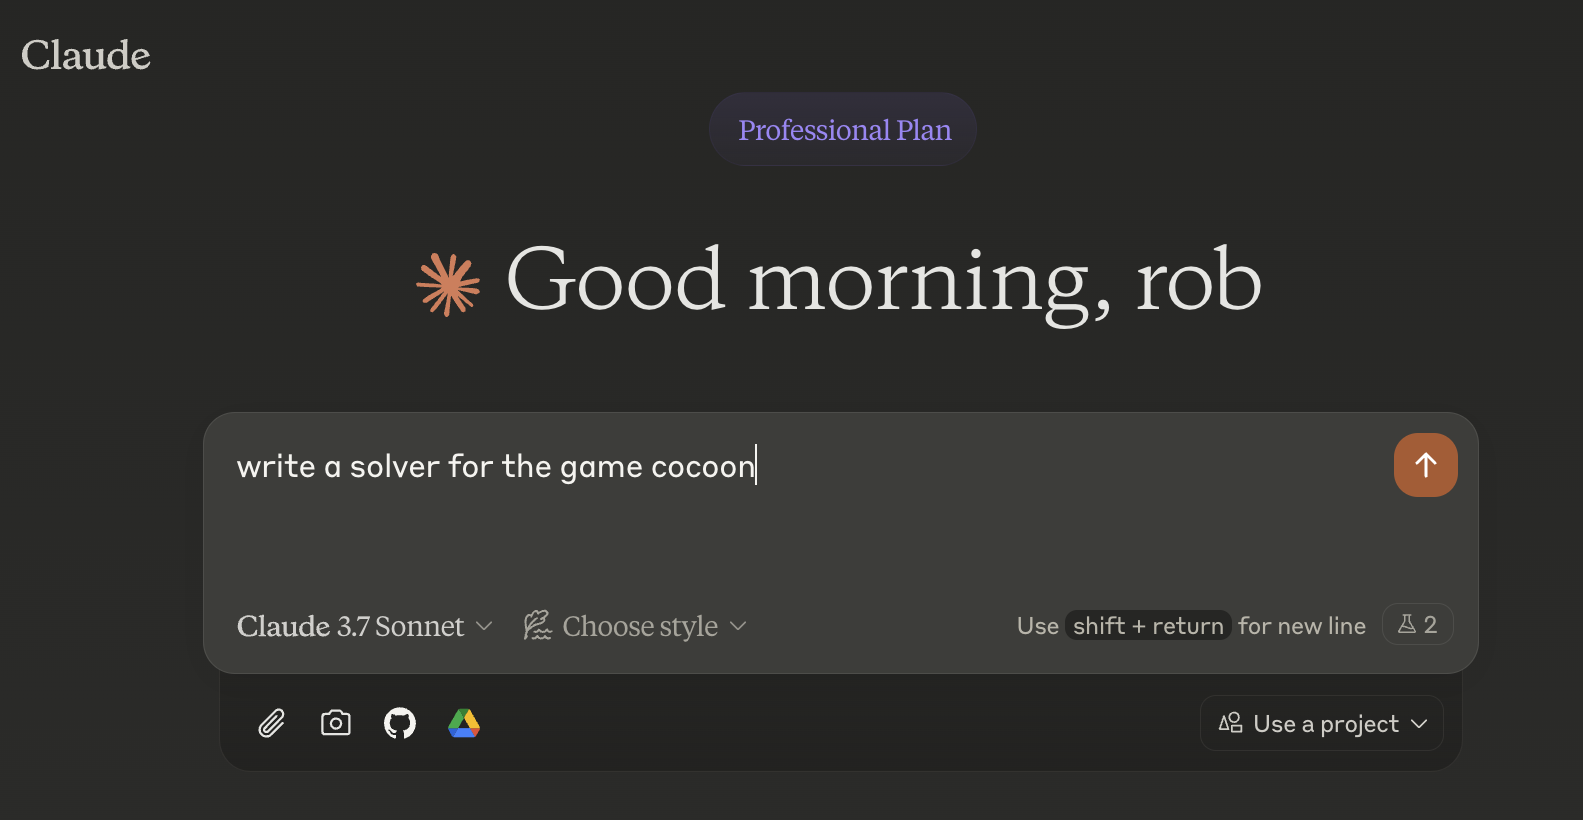 Claude
Professional Plan
Good morning, rob
write a solver for the game cocoon
Claude 3.7 Sonnet Choose style Use shift + return for new line 2
Use a project